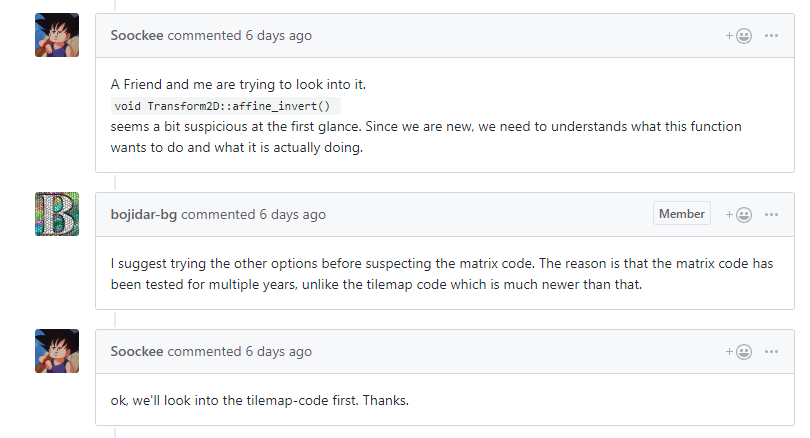 Soockee commented 6 days ago
A Friend and me are trying to look into it.
void Transform2D::affine_invert()
seems a bit suspicious at the first glance. Since we are new, we need to understands what this function
wants to do and what it is actually doing.
B
bojidar-bg commented 6 days ago Member
I suggest trying the other options before suspecting the matrix code. The reason is that the matrix code has
been tested for multiple years, unlike the tilemap code which is much newer than that.
Soockee commented 6 days ago
ok, we'll look into the tilemap-code first. Thanks.